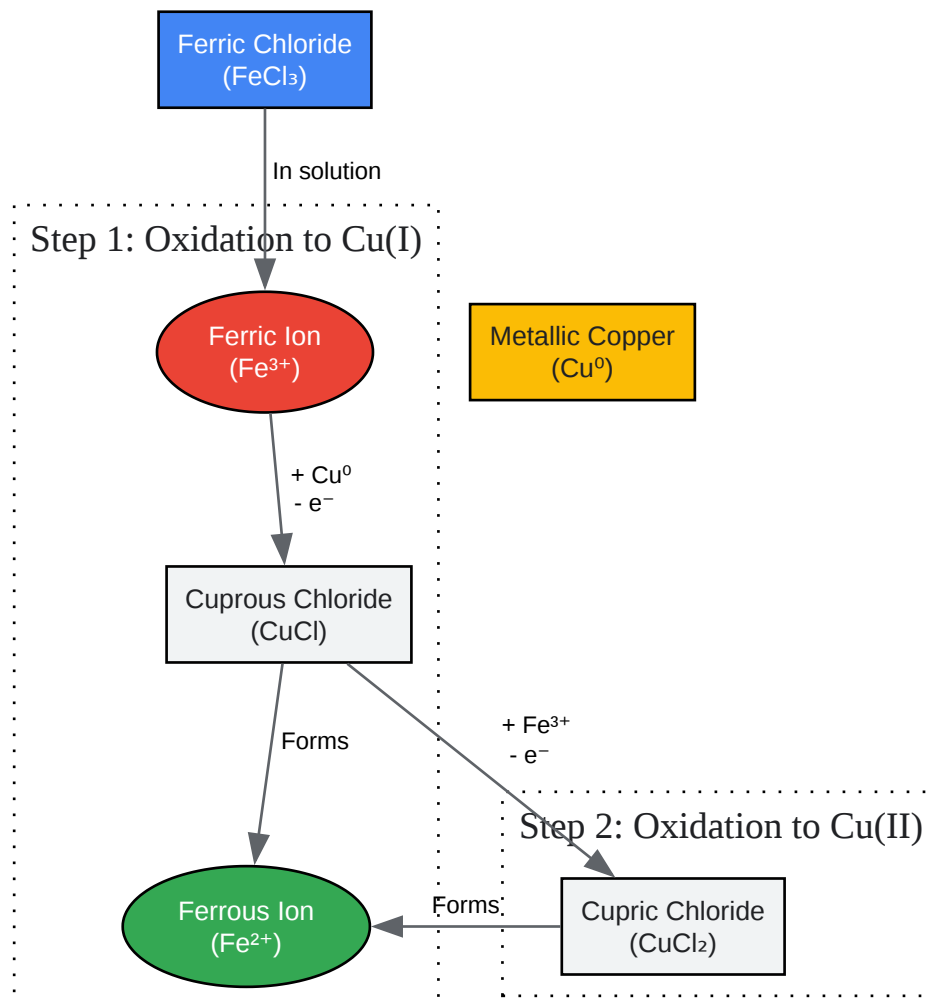 Ferric Chloride
(FeCl₃)
In solution
Step 1: Oxidation to Cu(I)
Ferric Ion
(Fe³⁺)
Metallic Copper
(Cu⁰)
+ Cu⁰
- e⁻
Cuprous Chloride
(CuCl)
Forms
+ Fe³⁺
- e⁻
Step 2: Oxidation to Cu(II)
Ferrous Ion
(Fe²⁺)
Forms
Cupric Chloride
(CuCl₂)